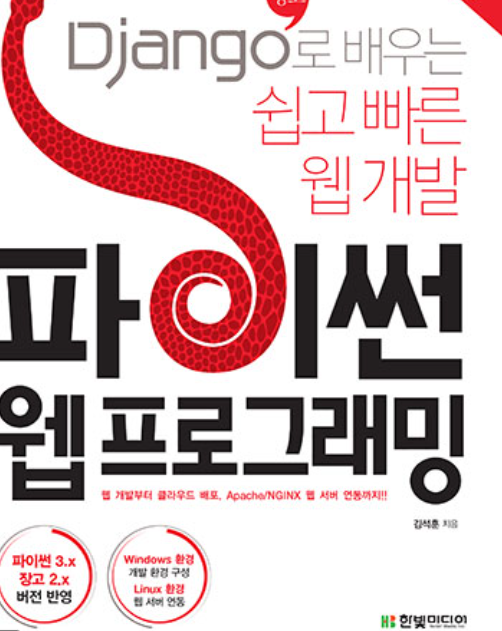 Django로 배우는
쉽고 빠른
웹 개발
파이썬
웹 프로그래밍
웹 개발부터 클라우드 배포, Apache/NGINX 웹 서버 연동까지!!
김석훈 지음
파이썬 3.x
장고 2.x
버전 반영
Windows 환경
개발 환경 구성
Linux 환경
웹 서버 연동
한빛미디어